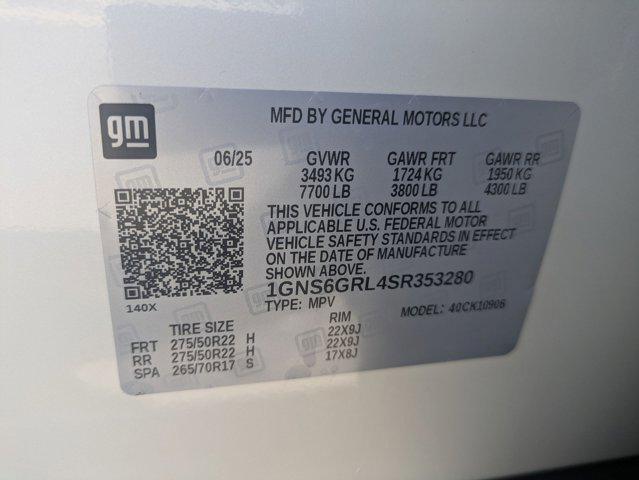 gm
MFD BY GENERAL MOTORS LLC
06/25 GVWR GAWR FRT GAWR RR
3493 KG 1724 KG 1950 KG
7700 LB 3800 LB 4300 LB
THIS VEHICLE CONFORMS TO ALL
APPLICABLE U.S. FEDERAL MOTOR
VEHICLE SAFETY STANDARDS IN EFFECT
ON THE DATE OF MANUFACTURE
SHOWN ABOVE.
1GNS6GRL4SR353280
140X TYPE: MPV MODEL: 40CK10906
TIRE SIZE RIM
FRT 275/50R22 H 22X9J
RR 275/50R22 H 22X9J
SPA 265/70R17 S 17X8J